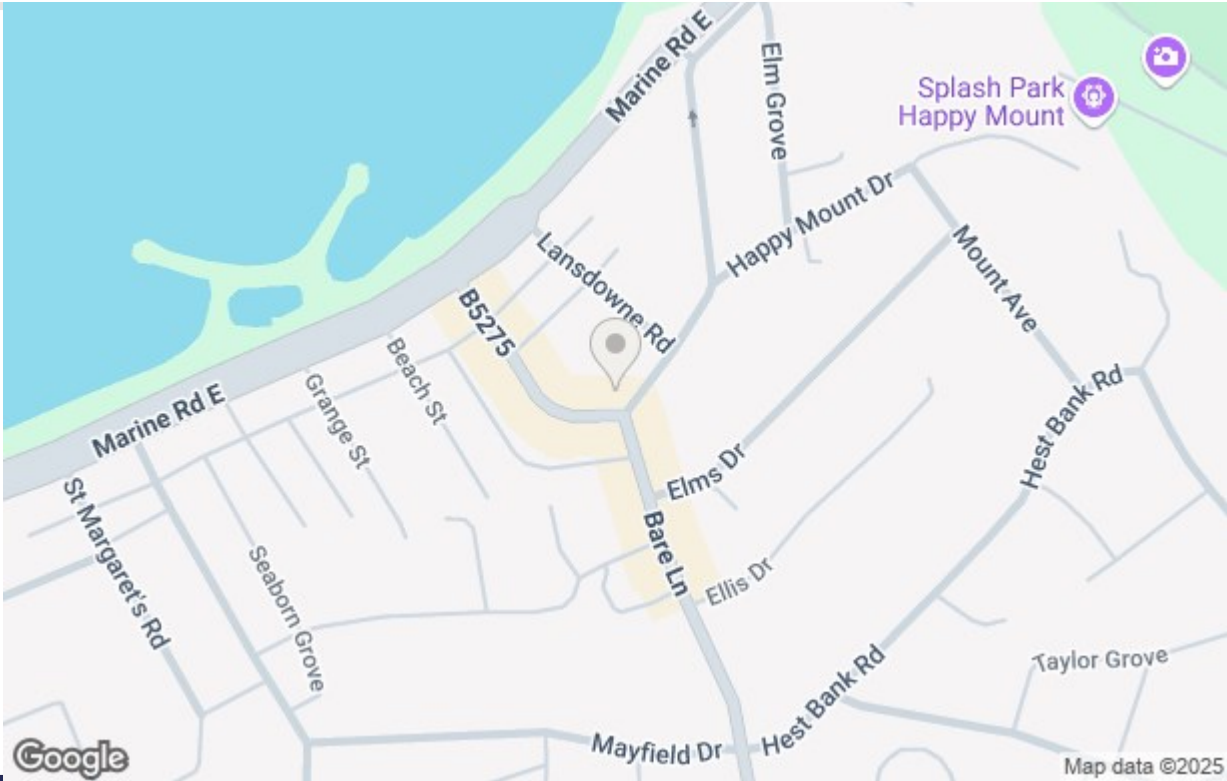 Marine Rd E
Elm Grove
Splash Park
Happy Mount
Happy Mount Dr
Lansdowne Rd
Mount Ave
B5275
Beach St
Grange St
Marine Rd E
Hest Bank Rd
Elms Dr
St Margaret's Rd
Seaborn Grove
Bare Ln
Ellis Dr
Taylor Grove
Hest Bank Rd
Mayfield Dr
Google
Map data ©2025